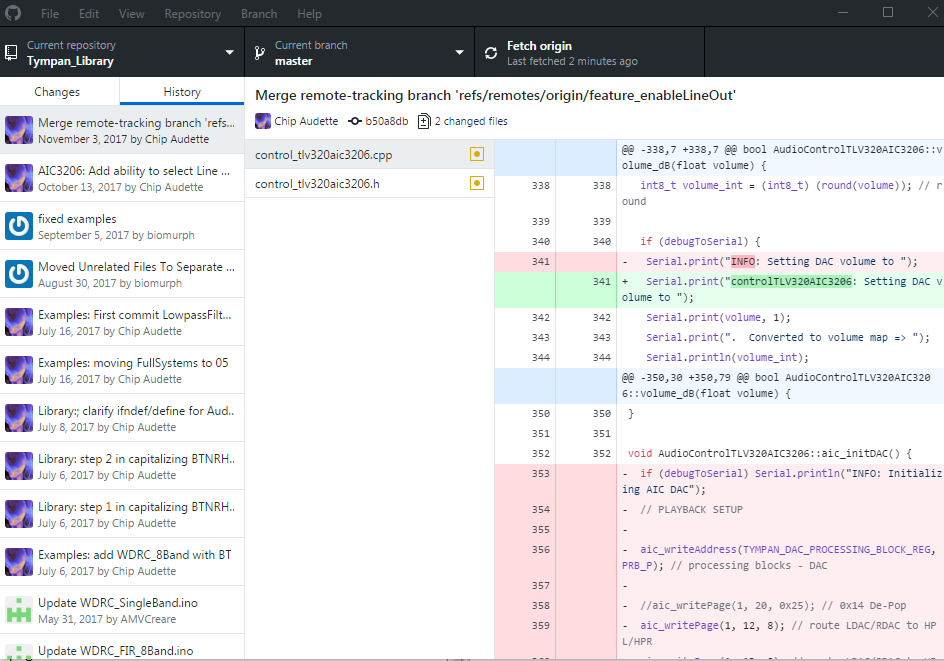 File Edit View Repository Branch Help
Current repository
Tympan_Library
Current branch
master
Fetch origin
Last fetched 2 minutes ago
Changes
History
Merge remote-tracking branch 'refs...
November 3, 2017 by Chip Audette
AIC3206: Add ability to select Line ...
October 13, 2017 by Chip Audette
fixed examples
September 5, 2017 by biomurph
Moved Unrelated Files To Separate ...
August 30, 2017 by biomurph
Examples: First commit LowpassFilt...
July 16, 2017 by Chip Audette
Examples: moving FullSystems to 05
July 16, 2017 by Chip Audette
Library:; clarify ifndef/define for Aud...
July 8, 2017 by Chip Audette
Library: step 2 in capitalizing BTNRH...
July 6, 2017 by Chip Audette
Library: step 1 in capitalizing BTNRH...
July 6, 2017 by Chip Audette
Examples: add WDRC_8Band with BT
July 6, 2017 by Chip Audette
Update WDRC_SingleBand.ino
May 31, 2017 by AMVCreare
Update WDRC_FIR_8Band.ino
Merge remote-tracking branch 'refs/remotes/origin/feature_enableLineOut'
Chip Audette b50a8db 2 changed files
control_tlv320aic3206.cpp
control_tlv320aic3206.h
@@ -338,7 +338,7 @@ bool AudioControlTLV320AIC3206::v
olume_dB(float volume) {
338 338 int8_t volume_int = (int8_t) (round(volume)); // r
ound
339 339
340 340 if (debugToSerial) {
341 - Serial.print("INFO: Setting DAC volume to ");
341 + Serial.print("controlTLV320AIC3206: Setting DAC v
olume to ");
342 342 Serial.print(volume, 1);
343 343 Serial.print(".  Converted to volume map => ");
344 344 Serial.println(volume_int);
@@ -350,30 +350,79 @@ bool AudioControlTLV320AIC320
6::volume_dB(float volume) {
350 350 }
351 351
352 352 void AudioControlTLV320AIC3206::aic_initDAC() {
353 - if (debugToSerial) Serial.println("INFO: Initializ
ing AIC DAC");
354 - // PLAYBACK SETUP
355 -
356 - aic_writeAddress(TYMPAN_DAC_PROCESSING_BLOCK_REG,
PRB_P); // processing blocks - DAC
357 -
358 - //aic_writePage(1, 20, 0x25); // 0x14 De-Pop
359 - aic_writePage(1, 12, 8); // route LDAC/RDAC to HP
L/HPR